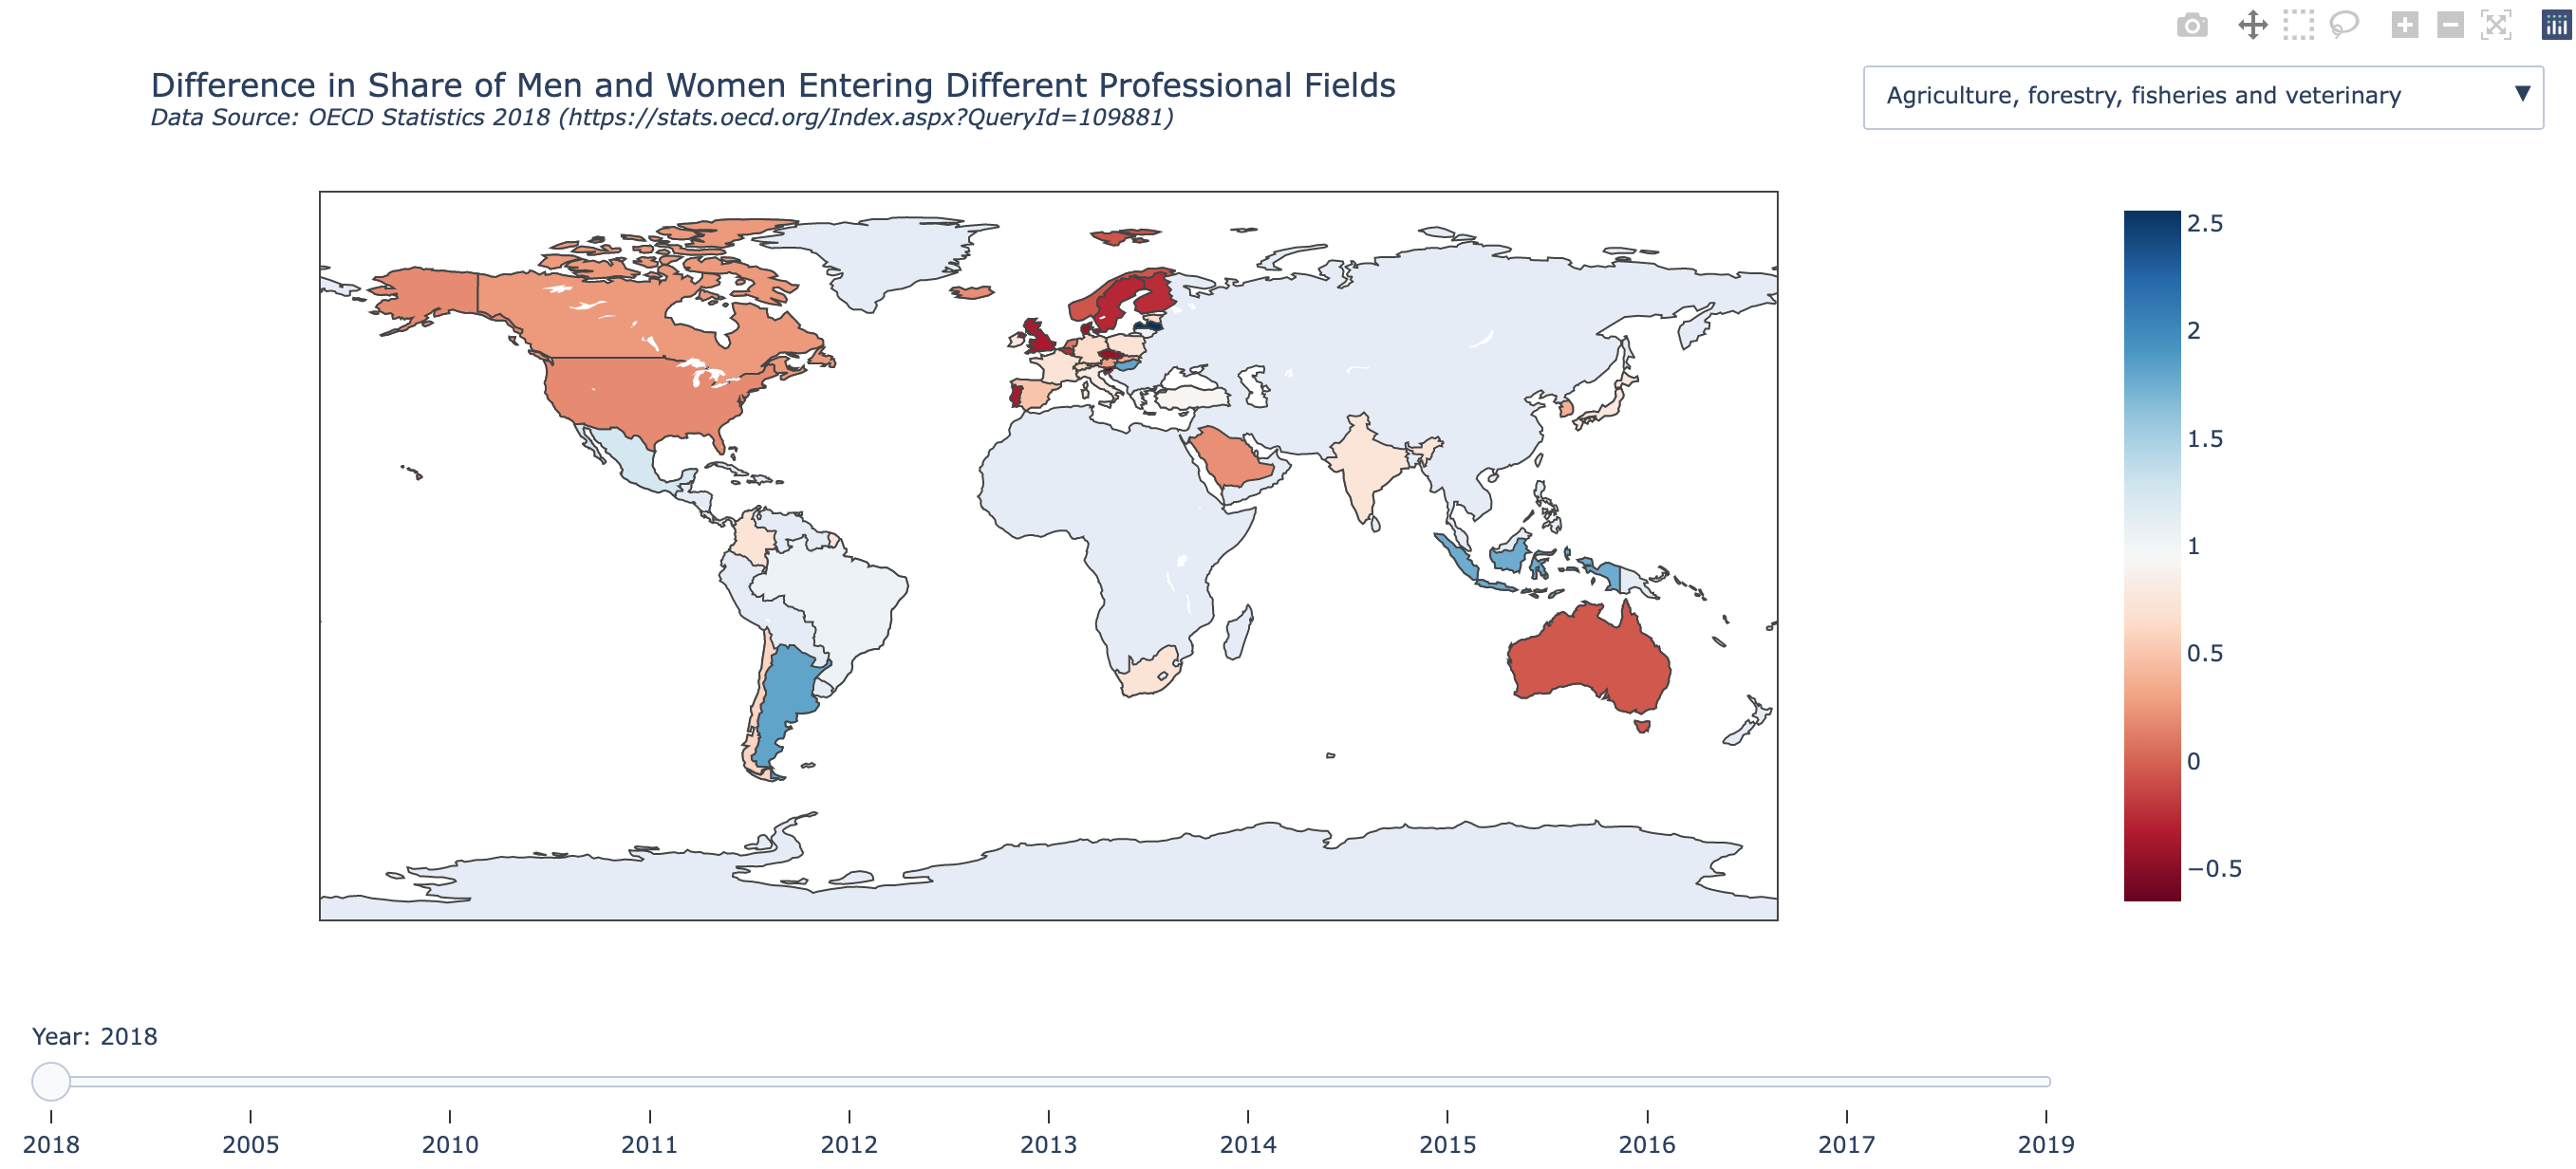 Difference in Share of Men and Women Entering Different Professional Fields
Data Source: OECD Statistics 2018 (https://stats.oecd.org/Index.aspx?QueryId=109881)
Agriculture, forestry, fisheries and veterinary ▼
2.5
2
1.5
1
0.5
0
−0.5
Year: 2018
2018 2005 2010 2011 2012 2013 2014 2015 2016 2017 2019